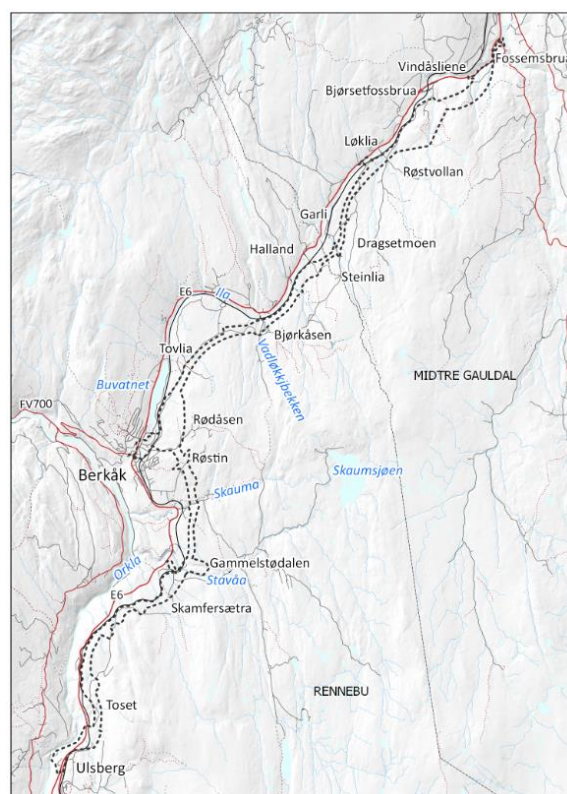 Vindåsliene
Fossemsbrua
Bjørsetfossbrua
Løklia
Røstvollan
Garli
Dragsetmoen
Halland
Steinlia
E6
Ila
Bjørkåsen
Tovlia
Vadløkkjbekken
MIDTRE GAULDAL
Buvatnet
FV700
Rødåsen
Røstin
Berkåk
Skaumsjøen
Skauma
Orkla
Gammelstødalen
Stavåa
E6
Skamfersætra
RENNEBU
Toset
Ulsberg